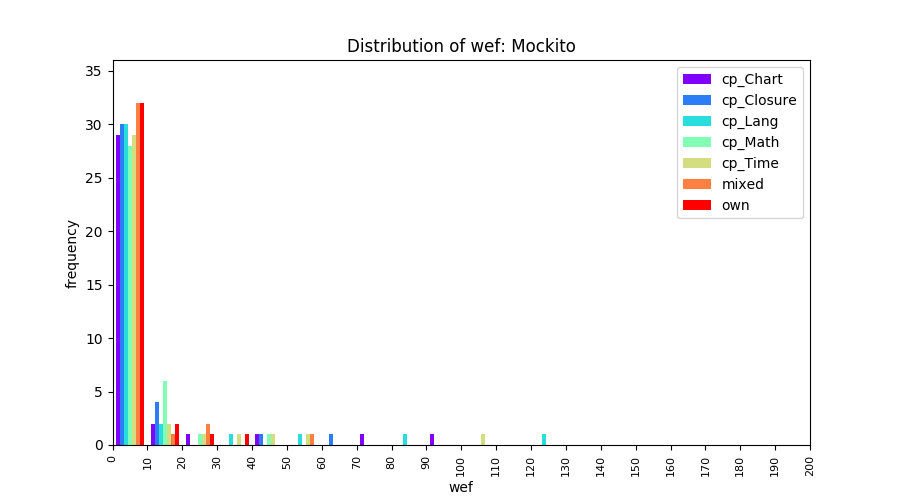 Distribution of wef: Mockito
frequency
35
30
25
20
15
10
5
0
cp_Chart
cp_Closure
cp_Lang
cp_Math
cp_Time
mixed
own
0 10 20 30 40 50 60 70 80 90 100 110 120 130 140 150 160 170 180 190 200
wef